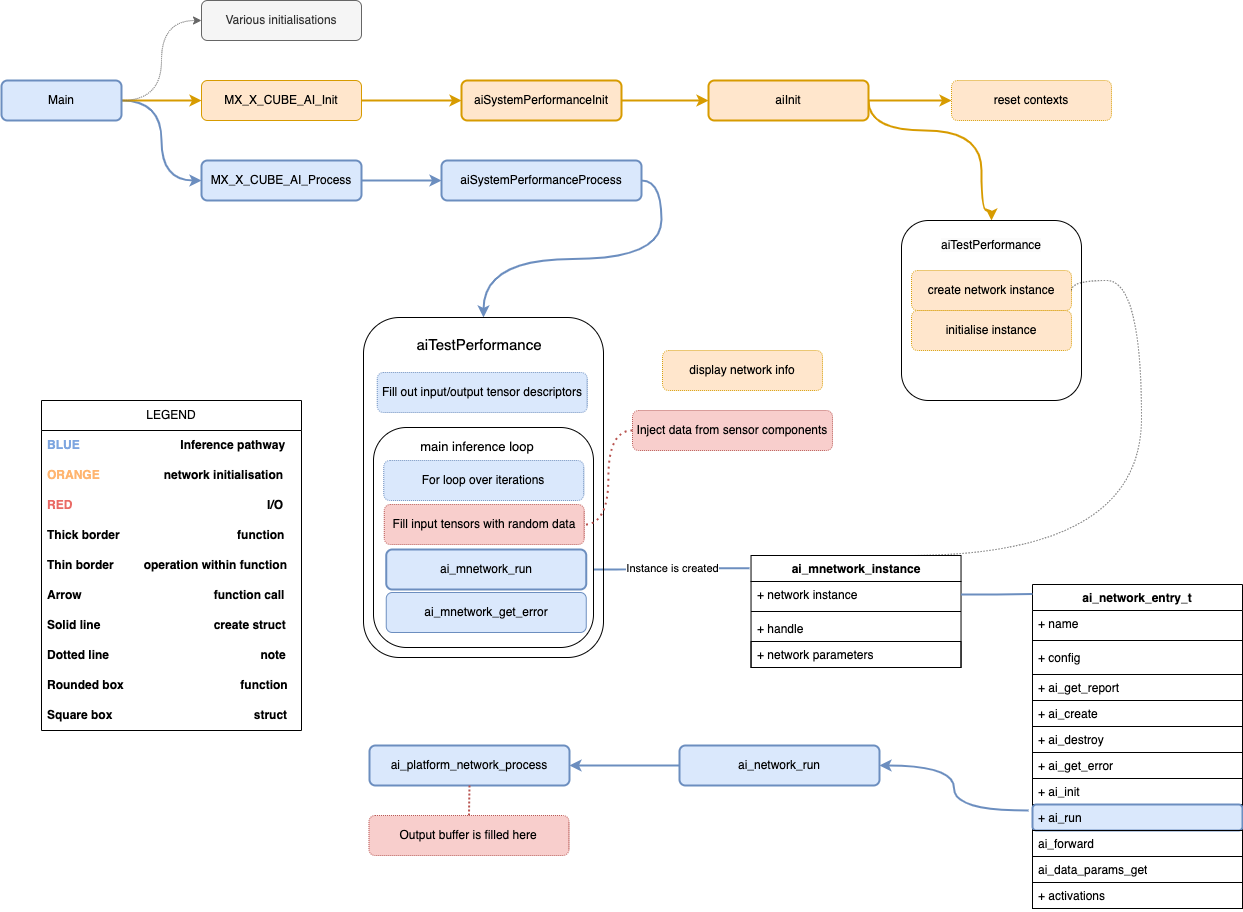 Various initialisations
Main
MX_X_CUBE_AI_Init
aiSystemPerformanceInit
aiInit
reset contexts
MX_X_CUBE_AI_Process
aiSystemPerformanceProcess
aiTestPerformance
create network instance
initialise instance
aiTestPerformance
Fill out input/output tensor descriptors
main inference loop
For loop over iterations
Fill input tensors with random data
ai_mnetwork_run
ai_mnetwork_get_error
display network info
Inject data from sensor components
LEGEND
BLUE Inference pathway
ORANGE network initialisation
RED I/O
Thick border function
Thin border operation within function
Arrow function call
Solid line create struct
Dotted line note
Rounded box function
Square box struct
Instance is created
ai_mnetwork_instance
+ network instance
+ handle
+ network parameters
ai_network_entry_t
+ name
+ config
+ ai_get_report
+ ai_create
+ ai_destroy
+ ai_get_error
+ ai_init
+ ai_run
ai_forward
ai_data_params_get
+ activations
ai_network_run
ai_platform_network_process
Output buffer is filled here